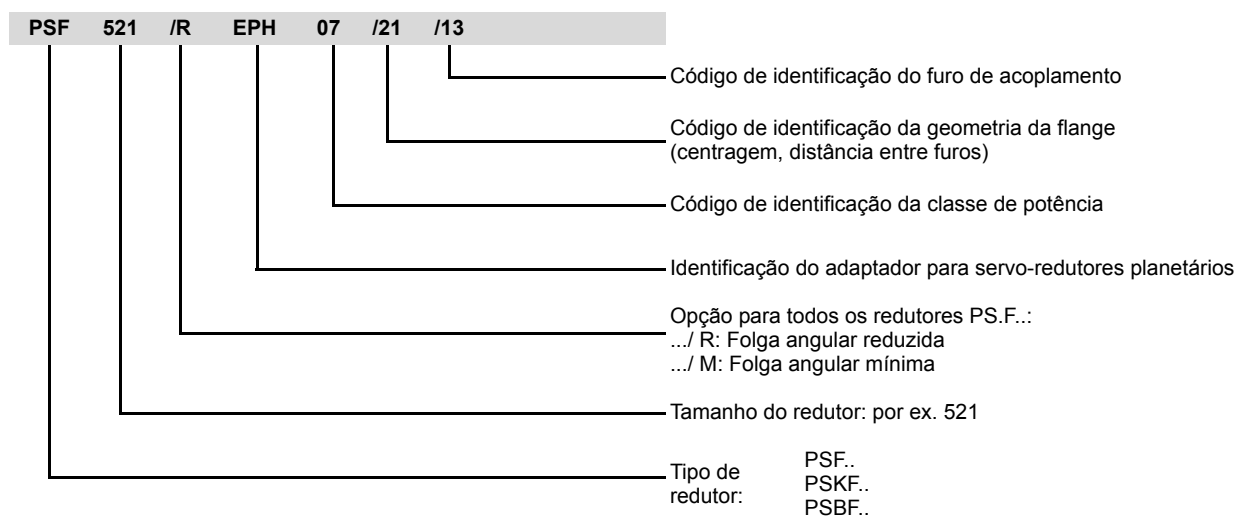 PSF 521 /R EPH 07 /21 /13
Código de identificação do furo de acoplamento
Código de identificação da geometria da flange
(centragem, distância entre furos)
Código de identificação da classe de potência
Identificação do adaptador para servo-redutores planetários
Opção para todos os redutores PS.F..:
.../ R: Folga angular reduzida
.../ M: Folga angular mínima
Tamanho do redutor: por ex. 521
Tipo de
redutor:
PSF..
PSKF..
PSBF..